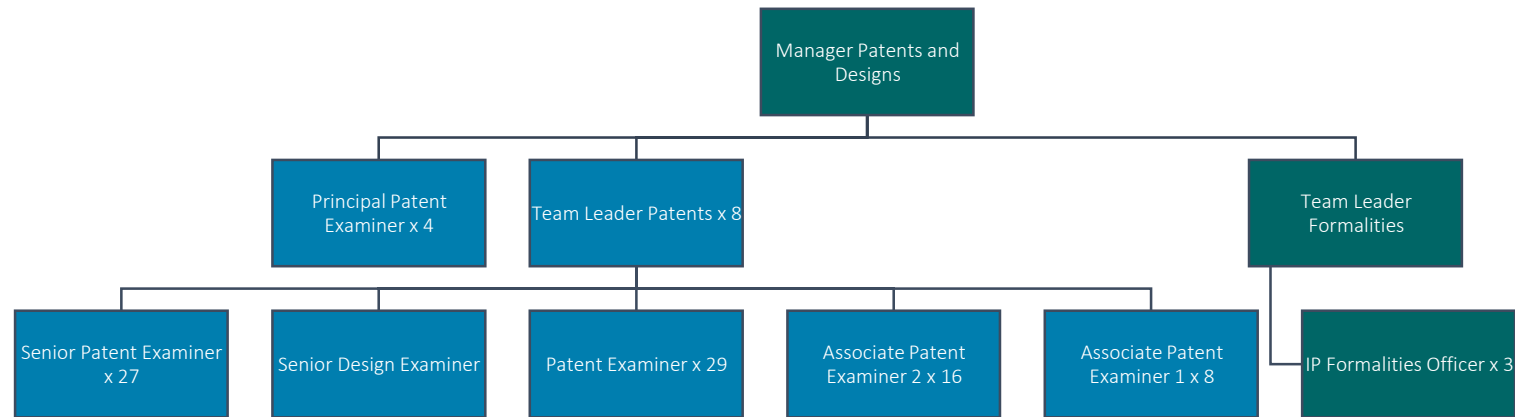 Manager Patents and
Designs
Principal Patent
Examiner x 4
Team Leader Patents x 8
Team Leader
Formalities
Senior Patent Examiner
x 27
Senior Design Examiner
Patent Examiner x 29
Associate Patent
Examiner 2 x 16
Associate Patent
Examiner 1 x 8
IP Formalities Officer x 3